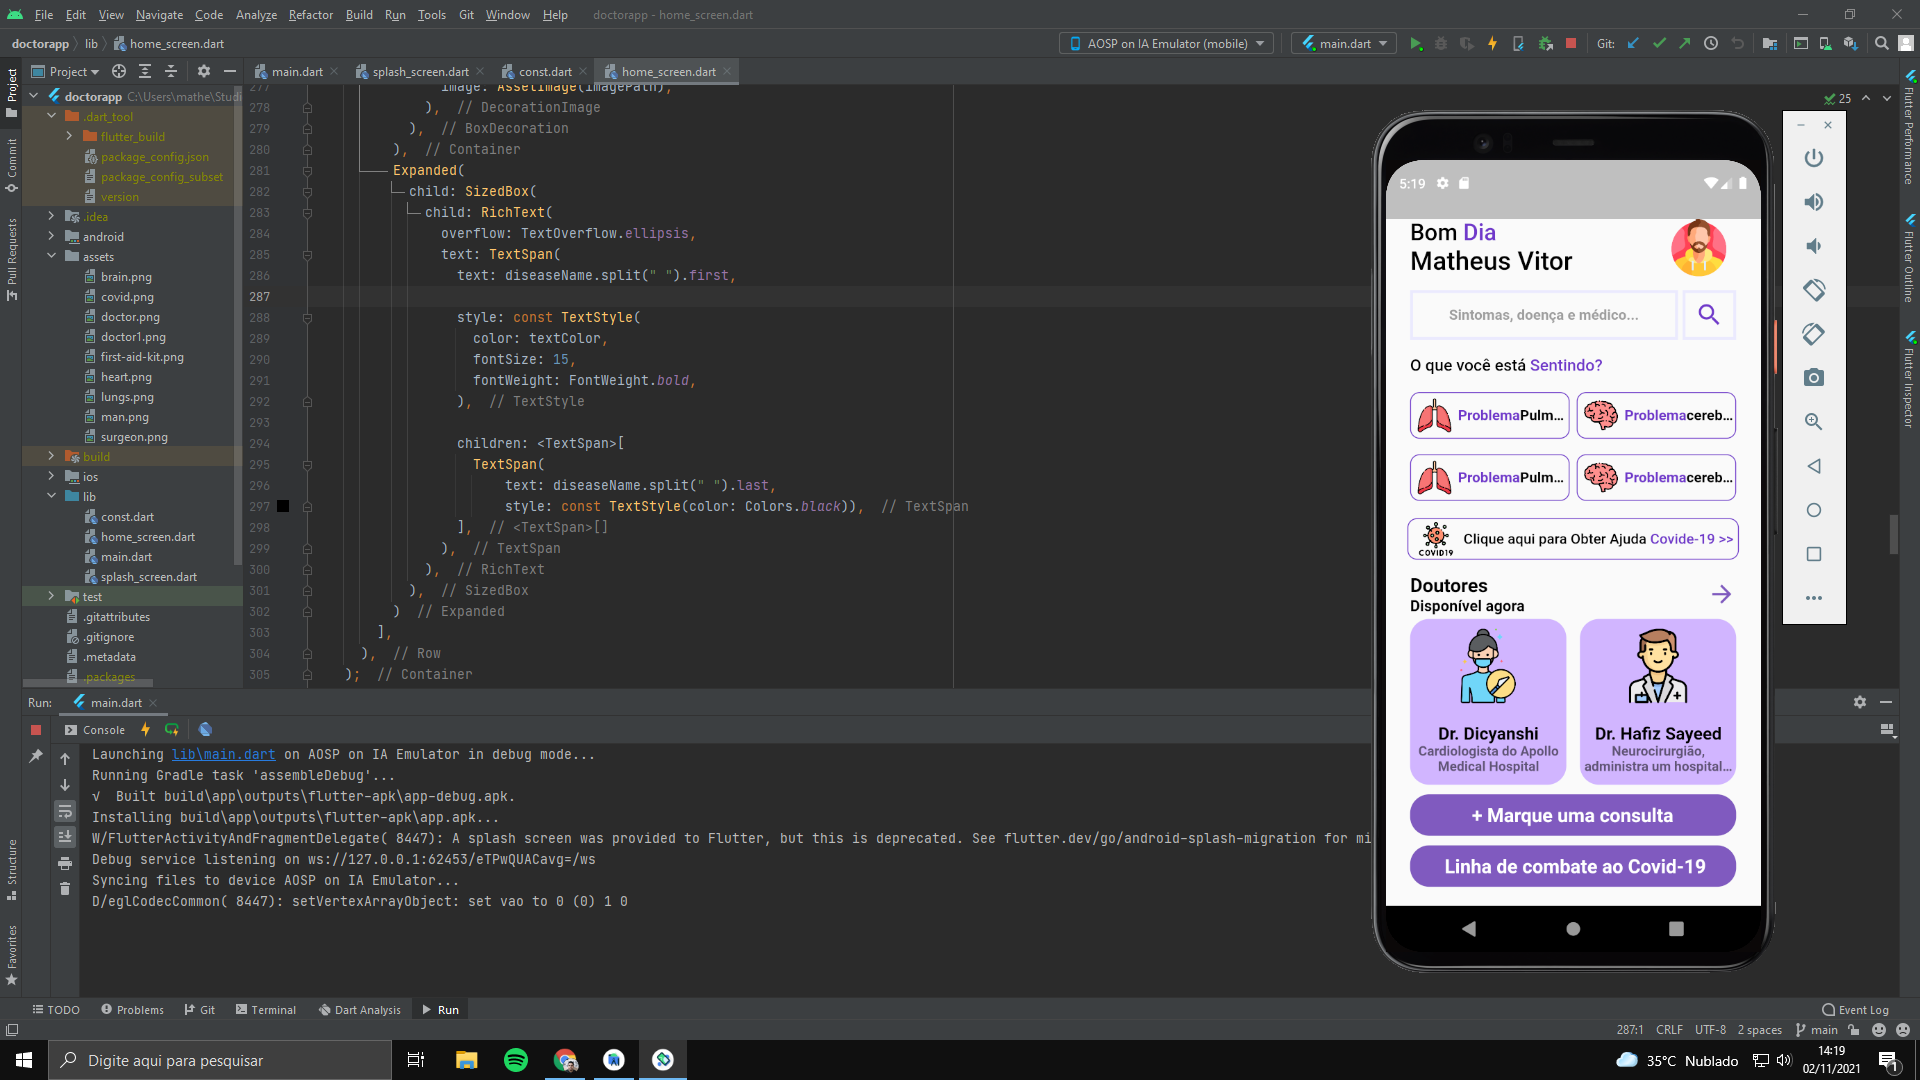 File Edit View Navigate Code Analyze Refactor Build Run Tools Git Window Help doctorapp - home_screen.dart
doctorapp lib home_screen.dart
AOSP on IA Emulator (mobile) main.dart Git:
Project
main.dart splash_screen.dart const.dart home_screen.dart
Project
Commit
Pull Requests
Structure
Favorites
doctorapp C:\Users\mathe\Studi
.dart_tool
flutter_build
package_config.json
package_config_subset
version
.idea
android
assets
brain.png
covid.png
doctor.png
doctor1.png
first-aid-kit.png
heart.png
lungs.png
man.png
surgeon.png
build
ios
lib
const.dart
home_screen.dart
main.dart
splash_screen.dart
test
.gitattributes
.gitignore
.metadata
.packages
25
277 image: AssetImage(imagePath),
278 ), // DecorationImage
279 ), // BoxDecoration
280 ), // Container
281 Expanded(
282 child: SizedBox(
283 child: RichText(
284 overflow: TextOverflow.ellipsis,
285 text: TextSpan(
286 text: diseaseName.split(" ").first,
287
288 style: const TextStyle(
289 color: textColor,
290 fontSize: 15,
291 fontWeight: FontWeight.bold,
292 ), // TextStyle
293
294 children: <TextSpan>[
295 TextSpan(
296 text: diseaseName.split(" ").last,
297 style: const TextStyle(color: Colors.black)), // TextSpan
298 ], // <TextSpan>[]
299 ), // TextSpan
300 ), // RichText
301 ), // SizedBox
302 ) // Expanded
303 ],
304 ), // Row
305 ); // Container
Flutter Performance
Flutter Outline
Flutter Inspector
5:19
Bom Dia
Matheus Vitor
Sintomas, doença e médico...
O que você está Sentindo?
ProblemaPulm... Problemacereb...
ProblemaPulm... Problemacereb...
COVID19 Clique aqui para Obter Ajuda Covide-19 >>
Doutores
Disponível agora
Dr. Dicyanshi
Cardiologista do Apollo
Medical Hospital
Dr. Hafiz Sayeed
Neurocirurgião,
administra um hospital...
+ Marque uma consulta
Linha de combate ao Covid-19
Run: main.dart
Console
Launching lib\main.dart on AOSP on IA Emulator in debug mode...
Running Gradle task 'assembleDebug'...
√ Built build\app\outputs\flutter-apk\app-debug.apk.
Installing build\app\outputs\flutter-apk\app.apk...
W/FlutterActivityAndFragmentDelegate( 8447): A splash screen was provided to Flutter, but this is deprecated. See flutter.dev/go/android-splash-migration for mi
Debug service listening on ws://127.0.0.1:62453/eTPwQUACavg=/ws
Syncing files to device AOSP on IA Emulator...
D/eglCodecCommon( 8447): setVertexArrayObject: set vao to 0 (0) 1 0
TODO Problems Git Terminal Dart Analysis Run Event Log
287:1 CRLF UTF-8 2 spaces main
Digite aqui para pesquisar
35°C Nublado
14:19
02/11/2021
1